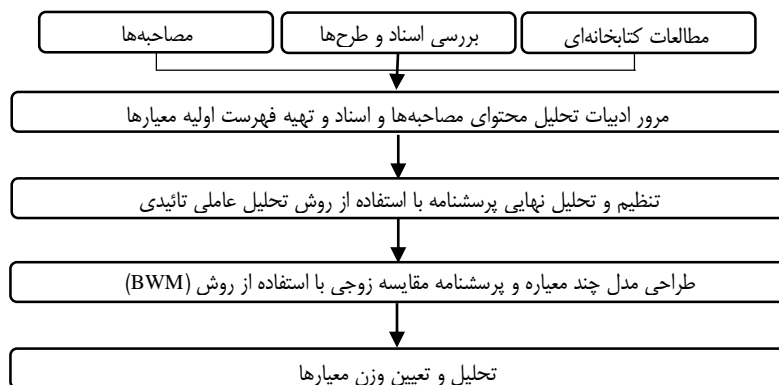 مطالعات کتابخانه‌ای
بررسی اسناد و طرح‌ها
مصاحبه‌ها
مرور ادبیات تحلیل محتوای مصاحبه‌ها و اسناد و تهیه فهرست اولیه معیارها
تنظیم و تحلیل نهایی پرسشنامه با استفاده از روش تحلیل عاملی تائیدی
طراحی مدل چند معیاره و پرسشنامه مقایسه زوجی با استفاده از روش (BWM)
تحلیل و تعیین وزن معیارها